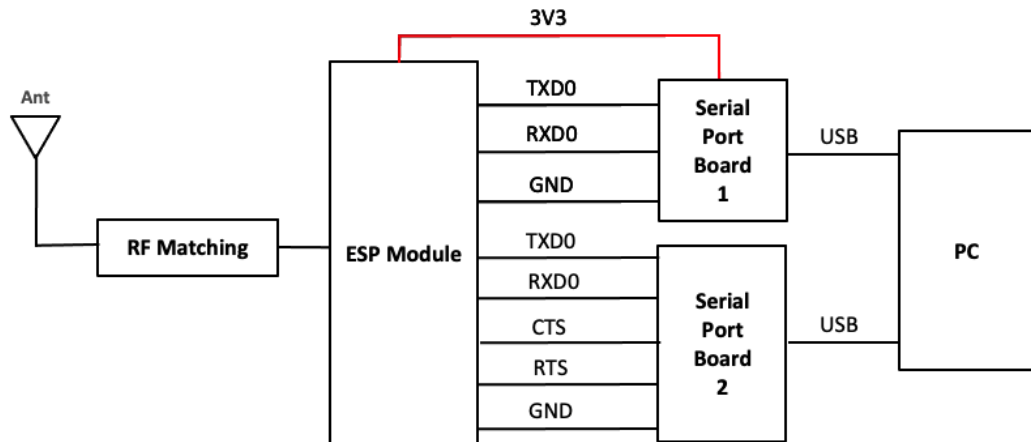 3V3
Ant
TXD0
RXD0
GND
TXD0
RXD0
CTS
RTS
GND
RF Matching
ESP Module
Serial
Port
Board
1
Serial
Port
Board
2
USB
USB
PC